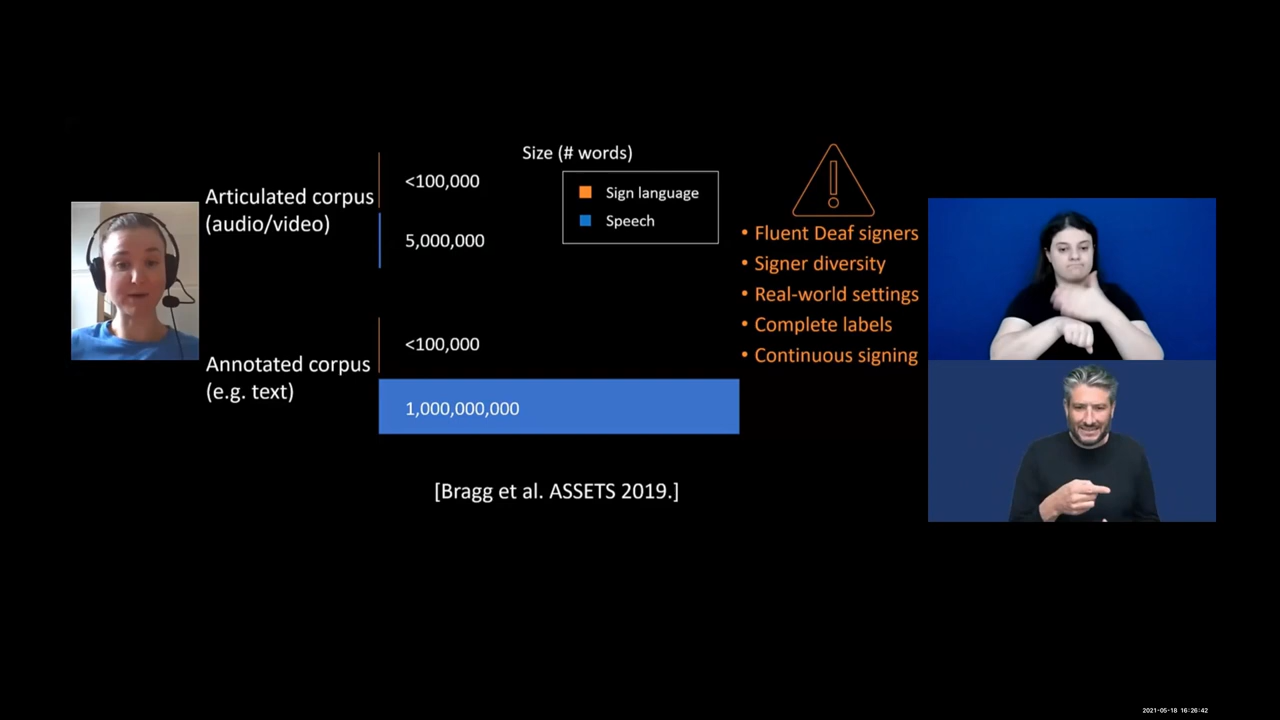 Size (# words)
Sign language
Speech
Articulated corpus
(audio/video)
<100,000
5,000,000
Annotated corpus
(e.g. text)
<100,000
1,000,000,000
[Bragg et al. ASSETS 2019.]
• Fluent Deaf signers
• Signer diversity
• Real-world settings
• Complete labels
• Continuous signing
2021-05-18 16:26:42